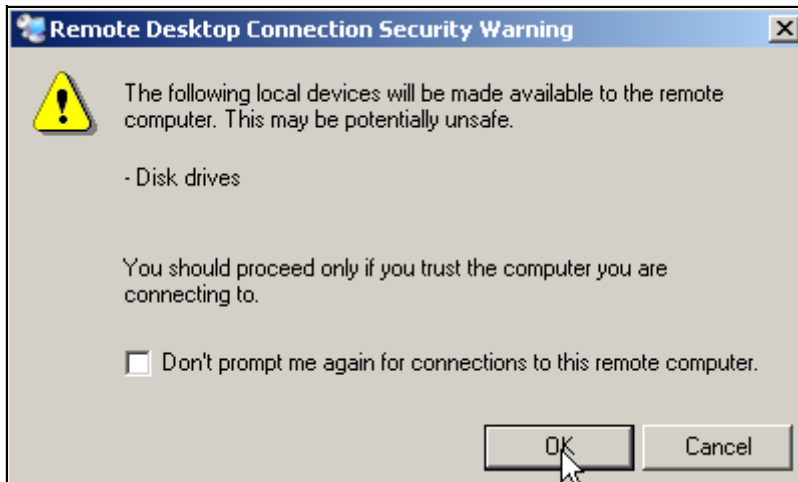 Remote Desktop Connection Security Warning
The following local devices will be made available to the remote
computer. This may be potentially unsafe.
- Disk drives
You should proceed only if you trust the computer you are
connecting to.
Don't prompt me again for connections to this remote computer.
OK Cancel